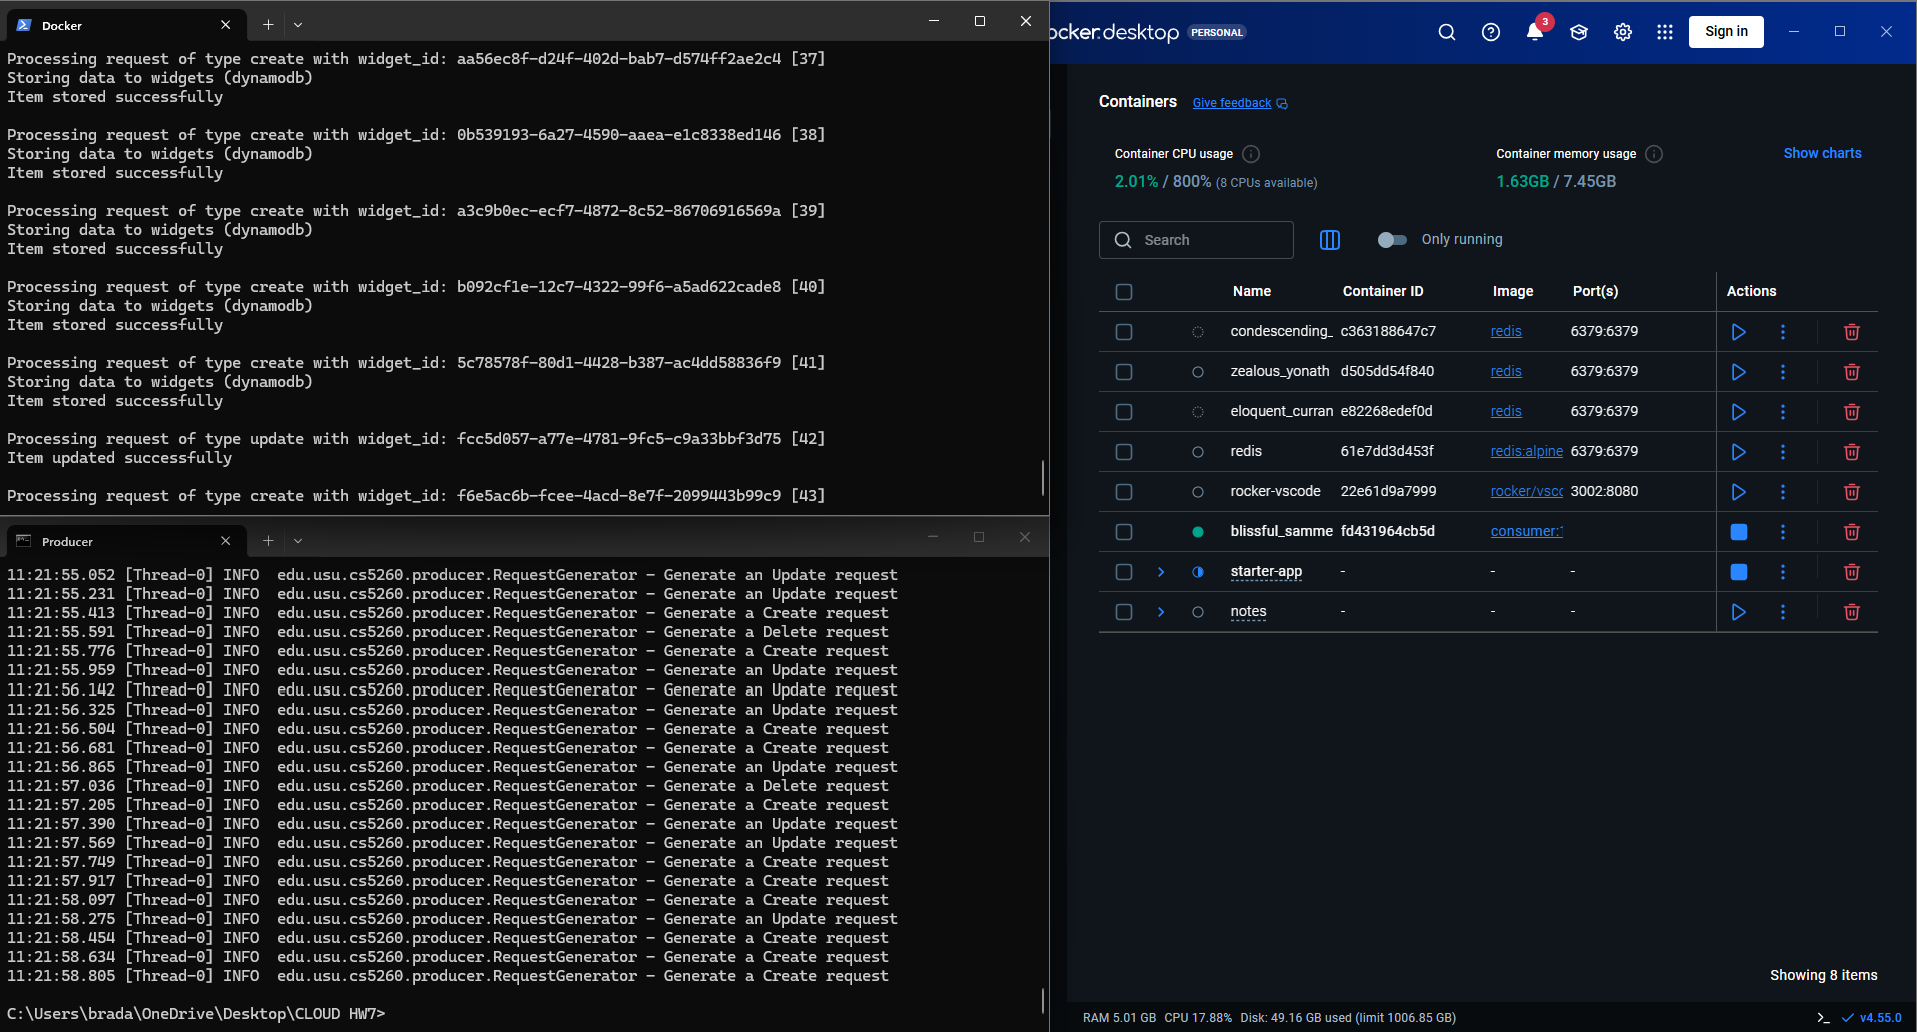 Docker
Processing request of type create with widget_id: aa56ec8f-d24f-402d-bab7-d574ff2ae2c4 [37]
Storing data to widgets (dynamodb)
Item stored successfully
Processing request of type create with widget_id: 0b539193-6a27-4590-aaea-e1c8338ed146 [38]
Storing data to widgets (dynamodb)
Item stored successfully
Processing request of type create with widget_id: a3c9b0ec-ecf7-4872-8c52-86706916569a [39]
Storing data to widgets (dynamodb)
Item stored successfully
Processing request of type create with widget_id: b092cf1e-12c7-4322-99f6-a5ad622cade8 [40]
Storing data to widgets (dynamodb)
Item stored successfully
Processing request of type create with widget_id: 5c78578f-80d1-4428-b387-ac4dd58836f9 [41]
Storing data to widgets (dynamodb)
Item stored successfully
Processing request of type update with widget_id: fcc5d057-a77e-4781-9fc5-c9a33bbf3d75 [42]
Item updated successfully
Processing request of type create with widget_id: f6e5ac6b-fcee-4acd-8e7f-2099443b99c9 [43]
Producer
11:21:55.052 [Thread-0] INFO  edu.usu.cs5260.producer.RequestGenerator - Generate an Update request
11:21:55.231 [Thread-0] INFO  edu.usu.cs5260.producer.RequestGenerator - Generate an Update request
11:21:55.413 [Thread-0] INFO  edu.usu.cs5260.producer.RequestGenerator - Generate a Create request
11:21:55.591 [Thread-0] INFO  edu.usu.cs5260.producer.RequestGenerator - Generate a Delete request
11:21:55.776 [Thread-0] INFO  edu.usu.cs5260.producer.RequestGenerator - Generate a Create request
11:21:55.959 [Thread-0] INFO  edu.usu.cs5260.producer.RequestGenerator - Generate an Update request
11:21:56.142 [Thread-0] INFO  edu.usu.cs5260.producer.RequestGenerator - Generate an Update request
11:21:56.325 [Thread-0] INFO  edu.usu.cs5260.producer.RequestGenerator - Generate an Update request
11:21:56.504 [Thread-0] INFO  edu.usu.cs5260.producer.RequestGenerator - Generate a Create request
11:21:56.681 [Thread-0] INFO  edu.usu.cs5260.producer.RequestGenerator - Generate a Create request
11:21:56.865 [Thread-0] INFO  edu.usu.cs5260.producer.RequestGenerator - Generate an Update request
11:21:57.036 [Thread-0] INFO  edu.usu.cs5260.producer.RequestGenerator - Generate a Delete request
11:21:57.205 [Thread-0] INFO  edu.usu.cs5260.producer.RequestGenerator - Generate a Create request
11:21:57.390 [Thread-0] INFO  edu.usu.cs5260.producer.RequestGenerator - Generate an Update request
11:21:57.569 [Thread-0] INFO  edu.usu.cs5260.producer.RequestGenerator - Generate an Update request
11:21:57.749 [Thread-0] INFO  edu.usu.cs5260.producer.RequestGenerator - Generate a Create request
11:21:57.917 [Thread-0] INFO  edu.usu.cs5260.producer.RequestGenerator - Generate a Create request
11:21:58.097 [Thread-0] INFO  edu.usu.cs5260.producer.RequestGenerator - Generate a Create request
11:21:58.275 [Thread-0] INFO  edu.usu.cs5260.producer.RequestGenerator - Generate an Update request
11:21:58.454 [Thread-0] INFO  edu.usu.cs5260.producer.RequestGenerator - Generate a Create request
11:21:58.634 [Thread-0] INFO  edu.usu.cs5260.producer.RequestGenerator - Generate a Create request
11:21:58.805 [Thread-0] INFO  edu.usu.cs5260.producer.RequestGenerator - Generate a Create request
C:\Users\brada\OneDrive\Desktop\CLOUD HW7>
ocker.desktop PERSONAL 3 Sign in
Containers Give feedback
Container CPU usage
2.01% / 800% (8 CPUs available)
Container memory usage
1.63GB / 7.45GB
Show charts
Search
Only running
Name Container ID Image Port(s) Actions
condescending_ c363188647c7 redis 6379:6379
zealous_yonath d505dd54f840 redis 6379:6379
eloquent_curran e82268edef0d redis 6379:6379
redis 61e7dd3d453f redis:alpine 6379:6379
rocker-vscode 22e61d9a7999 rocker/vsco 3002:8080
blissful_samme fd431964cb5d consumer:1
starter-app - - -
notes - - -
Showing 8 items
RAM 5.01 GB CPU 17.88% Disk: 49.16 GB used (limit 1006.85 GB)
v4.55.0